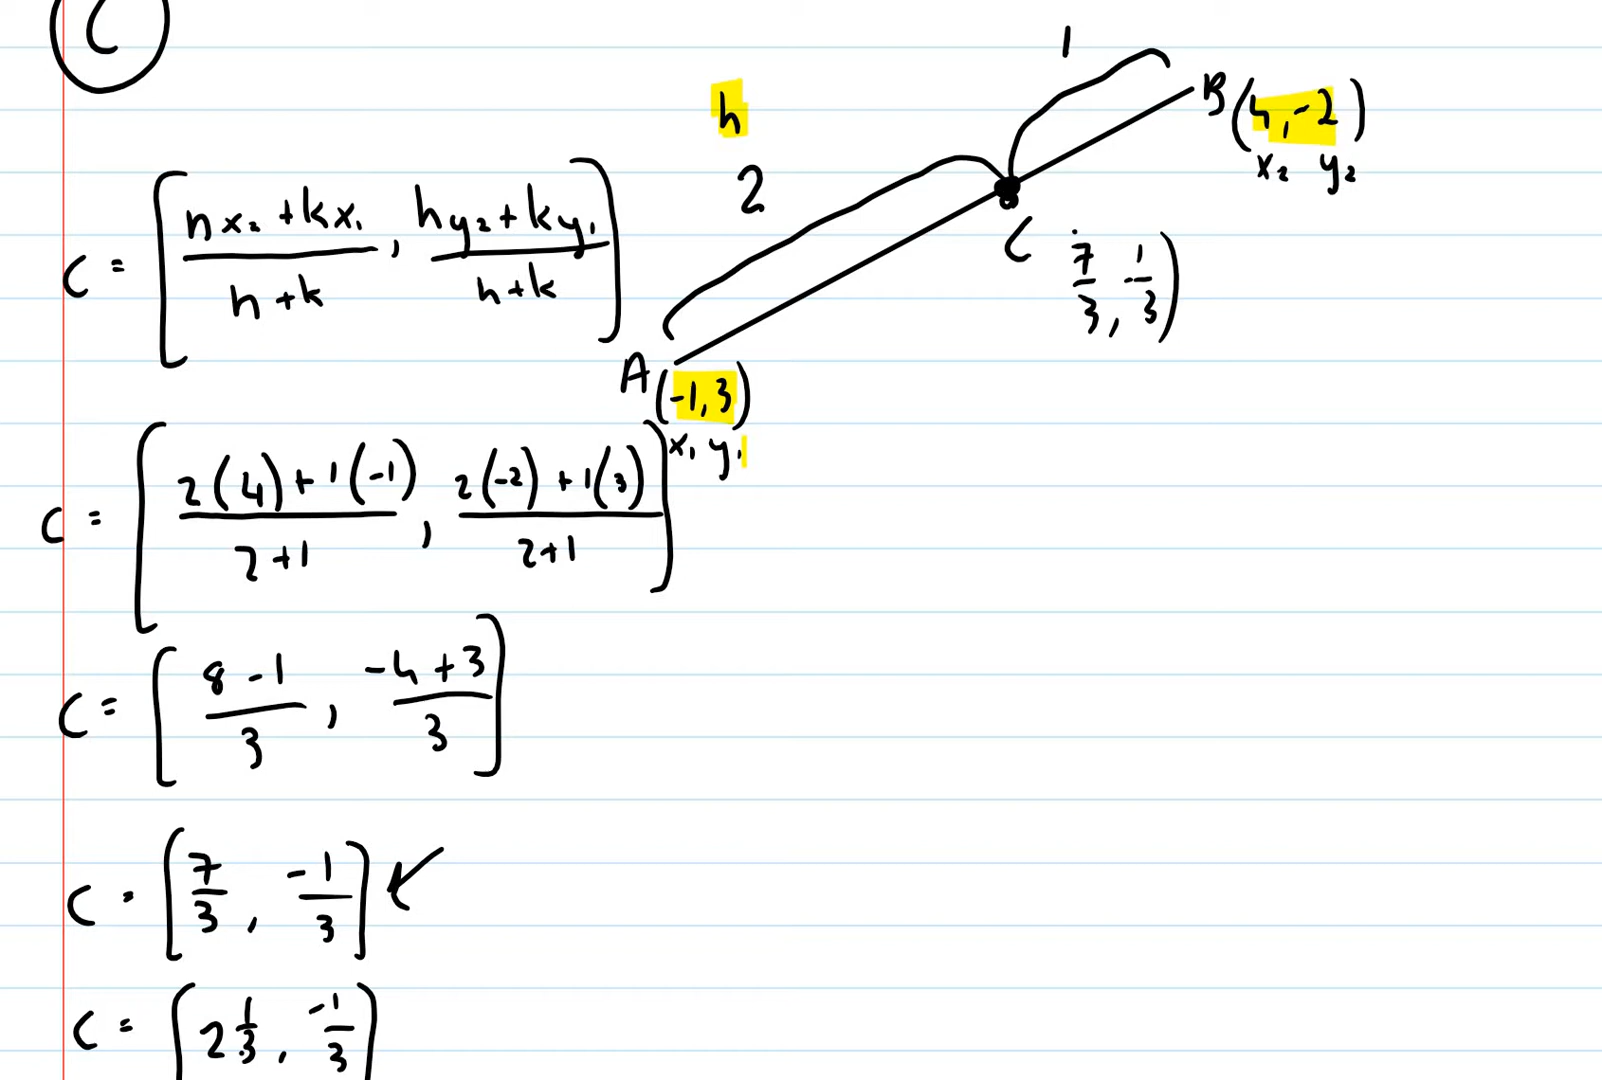 C
1
h
B (4, -2)
x₂ y₂
2
C = [ (hx₂ + kx₁)/(h + k) , (hy₂ + ky₁)/(h + k) ]
C 7/3, -1/3)
A (-1, 3)
x₁ y₁
C = [ (2(4) + 1(-1))/(2 + 1) , (2(-2) + 1(3))/(2 + 1) ]
C = [ (8 - 1)/3 , (-4 + 3)/3 ]
C = [ 7/3 , -1/3 ]
C = [ 2 1/3 , -1/3 ]